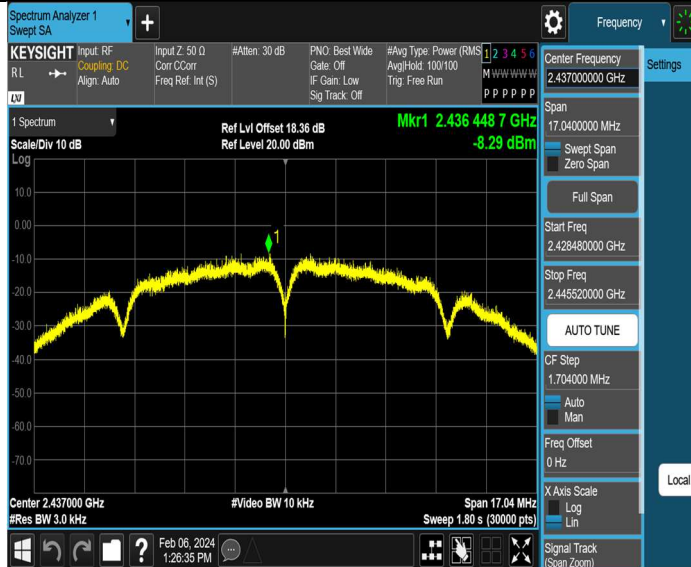 Spectrum Analyzer 1
Swept SA
+
Frequency
KEYSIGHT
RL
LXI
Input: RF
Coupling: DC
Align: Auto
Input Z: 50 Ω
Corr CCorr
Freq Ref: Int (S)
#Atten: 30 dB
PNO: Best Wide
Gate: Off
IF Gain: Low
Sig Track: Off
#Avg Type: Power (RMS
Avg|Hold: 100/100
Trig: Free Run
1 2 3 4 5 6
M W W W W W
P P P P P P
1 Spectrum
Scale/Div 10 dB
Log
Ref Lvl Offset 18.36 dB
Ref Level 20.00 dBm
Mkr1 2.436 448 7 GHz
-8.29 dBm
10.0
0.00
-10.0
-20.0
-30.0
-40.0
-50.0
-60.0
-70.0
1
Center 2.437000 GHz
#Res BW 3.0 kHz
#Video BW 10 kHz
Span 17.04 MHz
Sweep 1.80 s (30000 pts)
?
Feb 06, 2024
1:26:35 PM
Center Frequency
2.437000000 GHz
Span
17.0400000 MHz
Swept Span
Zero Span
Full Span
Start Freq
2.428480000 GHz
Stop Freq
2.445520000 GHz
AUTO TUNE
CF Step
1.704000 MHz
Auto
Man
Freq Offset
0 Hz
X Axis Scale
Log
Lin
Signal Track
(Span Zoom)
Settings
Local